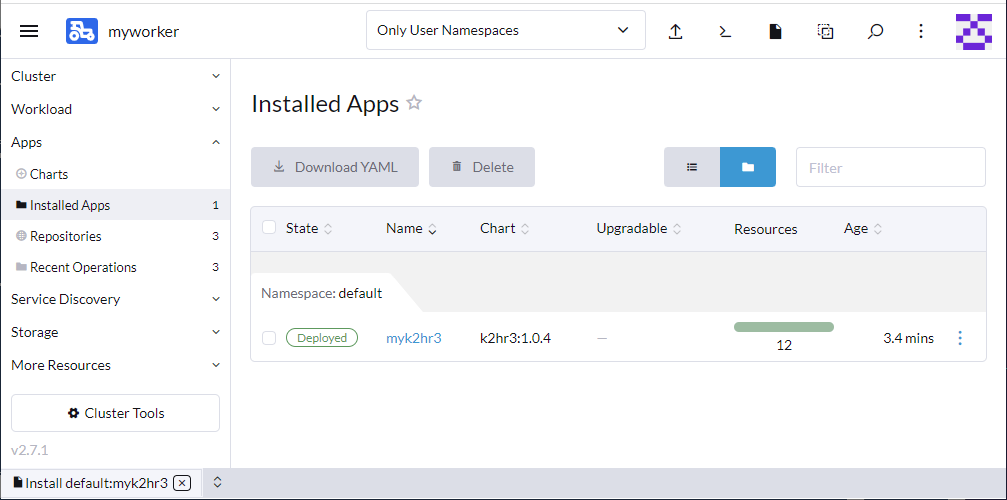 myworker
Only User Namespaces
Cluster
Workload
Apps
Charts
Installed Apps 1
Repositories 3
Recent Operations 3
Service Discovery
Storage
More Resources
Cluster Tools
v2.7.1
Installed Apps
Download YAML
Delete
Filter
State Name Chart Upgradable Resources Age
Namespace: default
Deployed myk2hr3 k2hr3:1.0.4 — 12 3.4 mins
Install default:myk2hr3